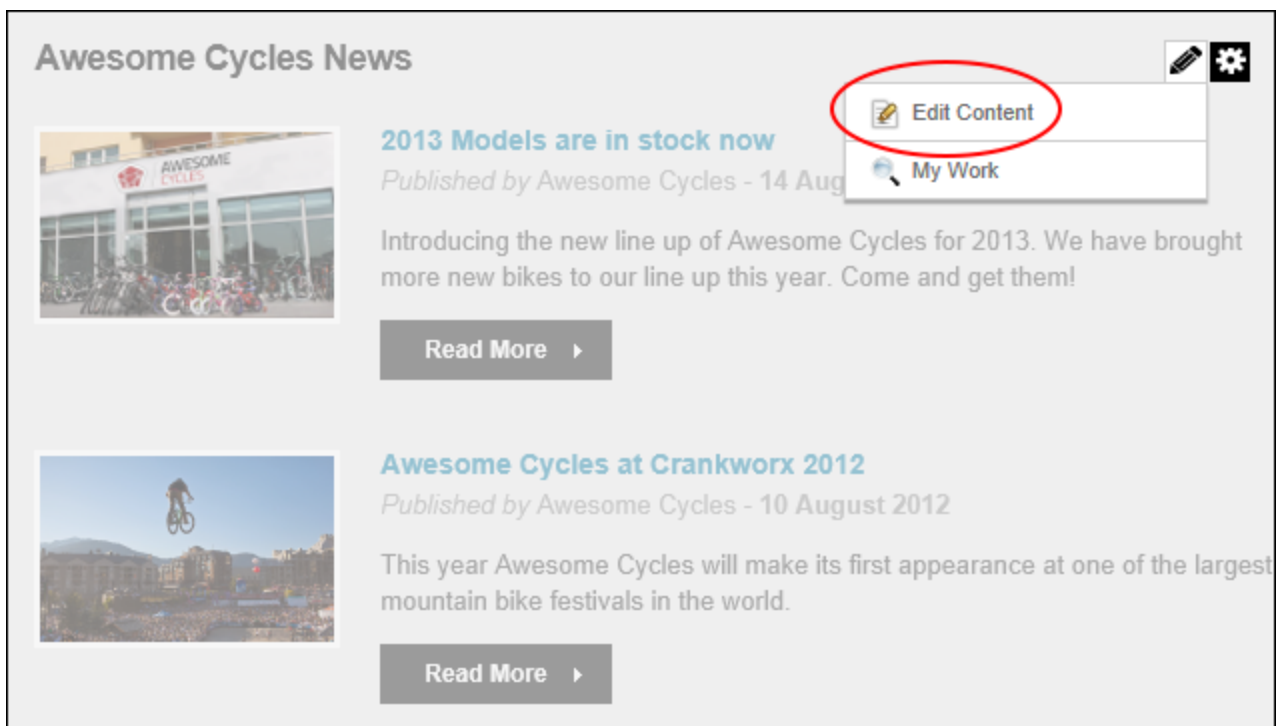 Awesome Cycles News
Edit Content
My Work
AWESOME
CYCLES
2013 Models are in stock now
Published by Awesome Cycles - 14 Aug
Introducing the new line up of Awesome Cycles for 2013. We have brought
more new bikes to our line up this year. Come and get them!
Read More
Awesome Cycles at Crankworx 2012
Published by Awesome Cycles - 10 August 2012
This year Awesome Cycles will make its first appearance at one of the largest
mountain bike festivals in the world.
Read More